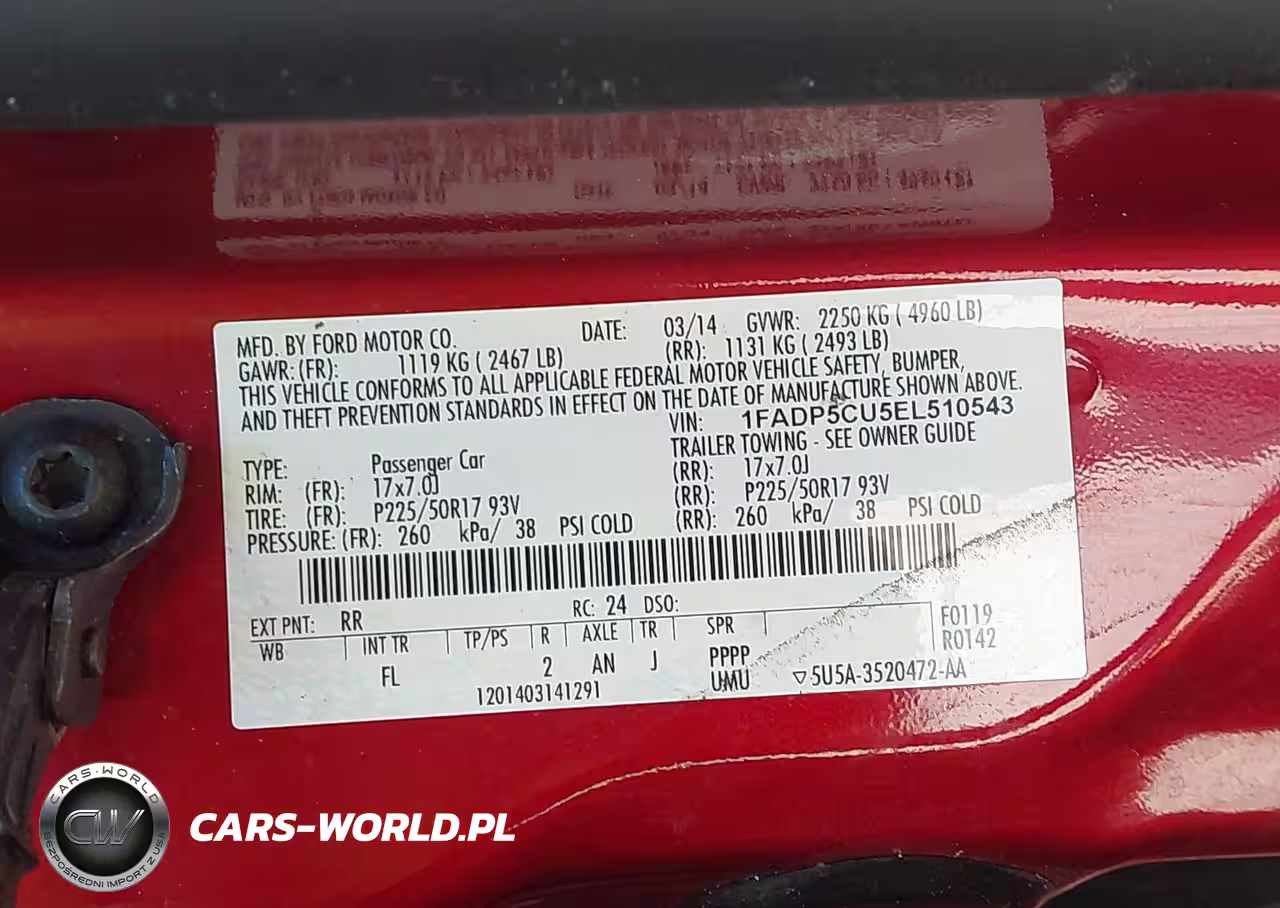 MFD. BY FORD MOTOR CO. DATE: 03/14 GVWR: 2250 KG ( 4960 LB)
GAWR: (FR): 1119 KG ( 2467 LB) (RR): 1131 KG ( 2493 LB)
THIS VEHICLE CONFORMS TO ALL APPLICABLE FEDERAL MOTOR VEHICLE SAFETY, BUMPER,
AND THEFT PREVENTION STANDARDS IN EFFECT ON THE DATE OF MANUFACTURE SHOWN ABOVE.
VIN: 1FADP5CU5EL510543
TYPE: Passenger Car TRAILER TOWING - SEE OWNER GUIDE
RIM: (FR): 17x7.0J (RR): 17x7.0J
TIRE: (FR): P225/50R17 93V (RR): P225/50R17 93V
PRESSURE: (FR): 260 kPa/ 38 PSI COLD (RR): 260 kPa/ 38 PSI COLD
EXT PNT: RR RC: 24 DSO:
WB INT TR TP/PS R AXLE TR SPR F0119
R0142
FL 2 AN J PPPP
1201403141291 UMU ▽5U5A-3520472-AA
CARS-WORLD
CW
BEZPOŚREDNI IMPORT Z USA
CARS-WORLD.PL